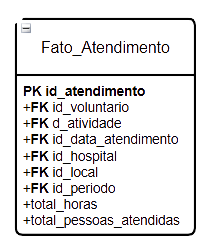 Fato_Atendimento
PK id_atendimento
+FK id_voluntario
+FK d_atividade
+FK id_data_atendimento
+FK id_hospital
+FK id_local
+FK id_periodo
+total_horas
+total_pessoas_atendidas